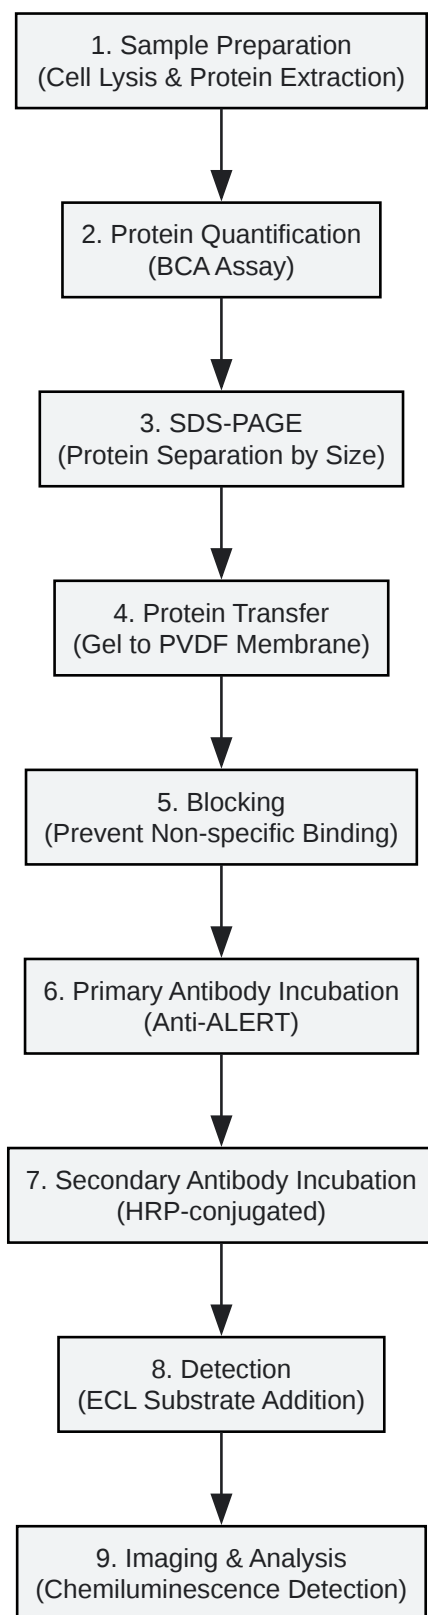 1. Sample Preparation
(Cell Lysis & Protein Extraction)
2. Protein Quantification
(BCA Assay)
3. SDS-PAGE
(Protein Separation by Size)
4. Protein Transfer
(Gel to PVDF Membrane)
5. Blocking
(Prevent Non-specific Binding)
6. Primary Antibody Incubation
(Anti-ALERT)
7. Secondary Antibody Incubation
(HRP-conjugated)
8. Detection
(ECL Substrate Addition)
9. Imaging & Analysis
(Chemiluminescence Detection)